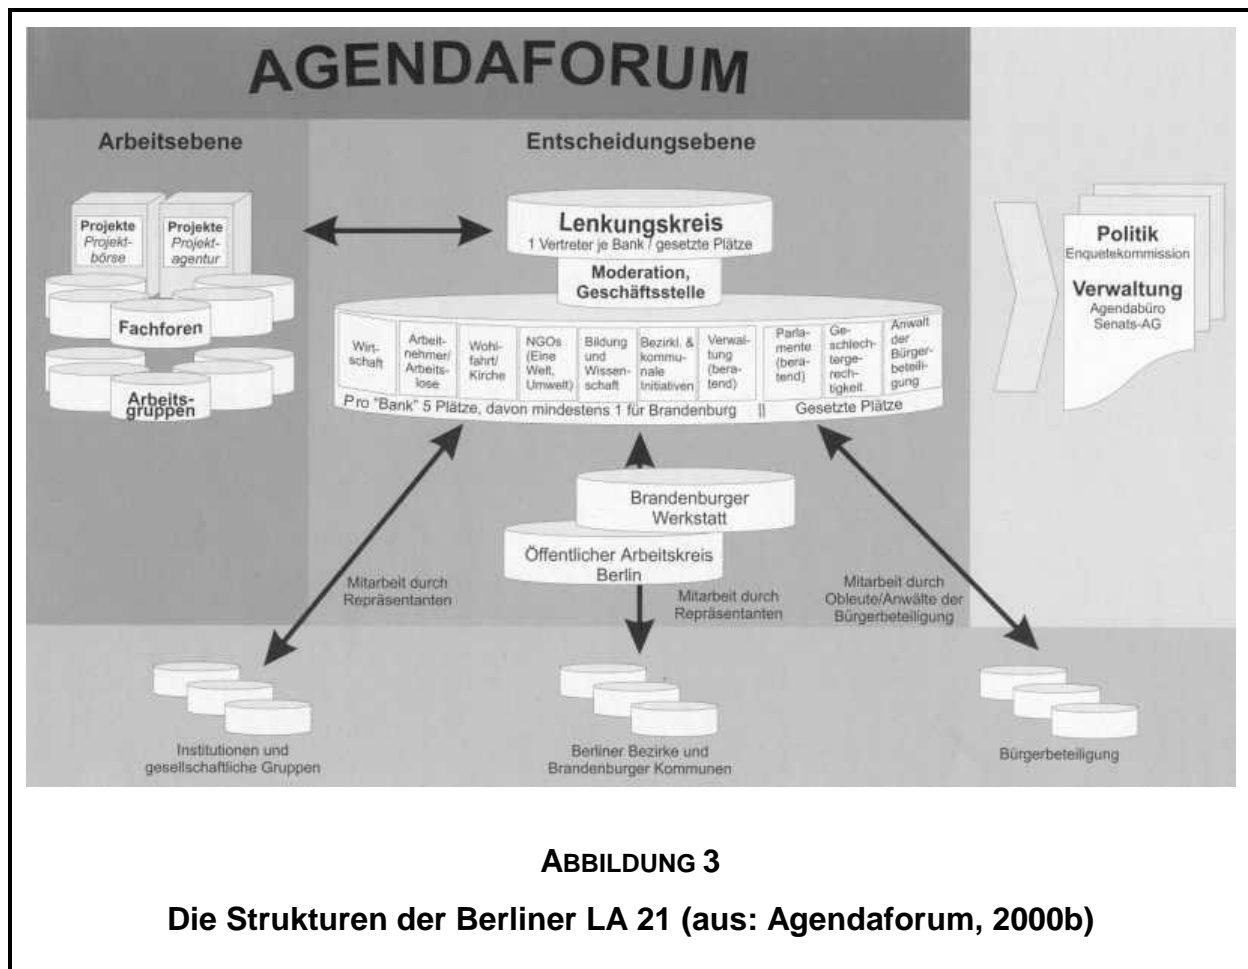 AGENDAFORUM
Arbeitsebene
Entscheidungsebene
Projekte
Projekt-
börse
Projekte
Projekt-
agentur
Fachforen
Arbeits-
gruppen
Lenkungskreis
1 Vertreter je Bank / gesetzte Plätze
Moderation,
Geschäftsstelle
Wirt-
schaft
Arbeit-
nehmer/
Arbeits-
lose
Wohl-
fahrt/
Kirche
NGOs
(Eine
Welt,
Umwelt)
Bildung
und
Wissen-
schaft
Bezirkl. &
kommu-
nale
Initiativen
Verwal-
tung
(bera-
tend)
Parla-
mente
(bera-
tend)
Ge-
schlech-
terge-
rech-
tigkeit
Anwalt
der
Bürger-
beteili-
gung
Pro "Bank" 5 Plätze, davon mindestens 1 für Brandenburg || Gesetzte Plätze
Politik
Enquetekommission
Verwaltung
Agendabüro
Senats-AG
Brandenburger
Werkstatt
Öffentlicher Arbeitskreis
Berlin
Mitarbeit durch
Repräsentanten
Mitarbeit durch
Repräsentanten
Mitarbeit durch
Obleute/Anwälte der
Bürgerbeteiligung
Institutionen und
gesellschaftliche Gruppen
Berliner Bezirke und
Brandenburger Kommunen
Bürgerbeteiligung
ABBILDUNG 3
Die Strukturen der Berliner LA 21 (aus: Agendaforum, 2000b)